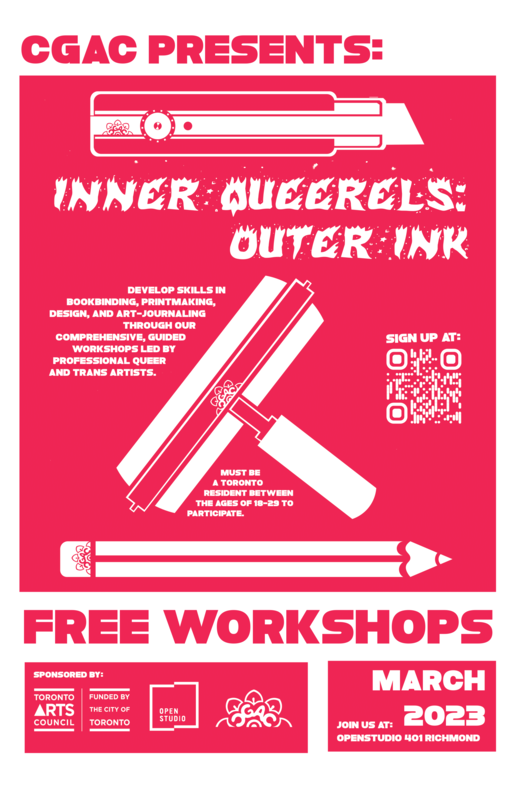 CGAC PRESENTS:
INNER QUEERELS:
OUTER INK
DEVELOP SKILLS IN
BOOKBINDING, PRINTMAKING,
DESIGN, AND ART-JOURNALING
THROUGH OUR
COMPREHENSIVE, GUIDED
WORKSHOPS LED BY
PROFESSIONAL QUEER
AND TRANS ARTISTS.
SIGN UP AT:
MUST BE
A TORONTO
RESIDENT BETWEEN
THE AGES OF 18-29 TO
PARTICIPATE.
FREE WORKSHOPS
SPONSORED BY:
TORONTO
ARTS
COUNCIL
FUNDED BY
THE CITY OF
TORONTO
OPEN
STUDIO
CGAC
MARCH
2023
JOIN US AT:
OPENSTUDIO 401 RICHMOND